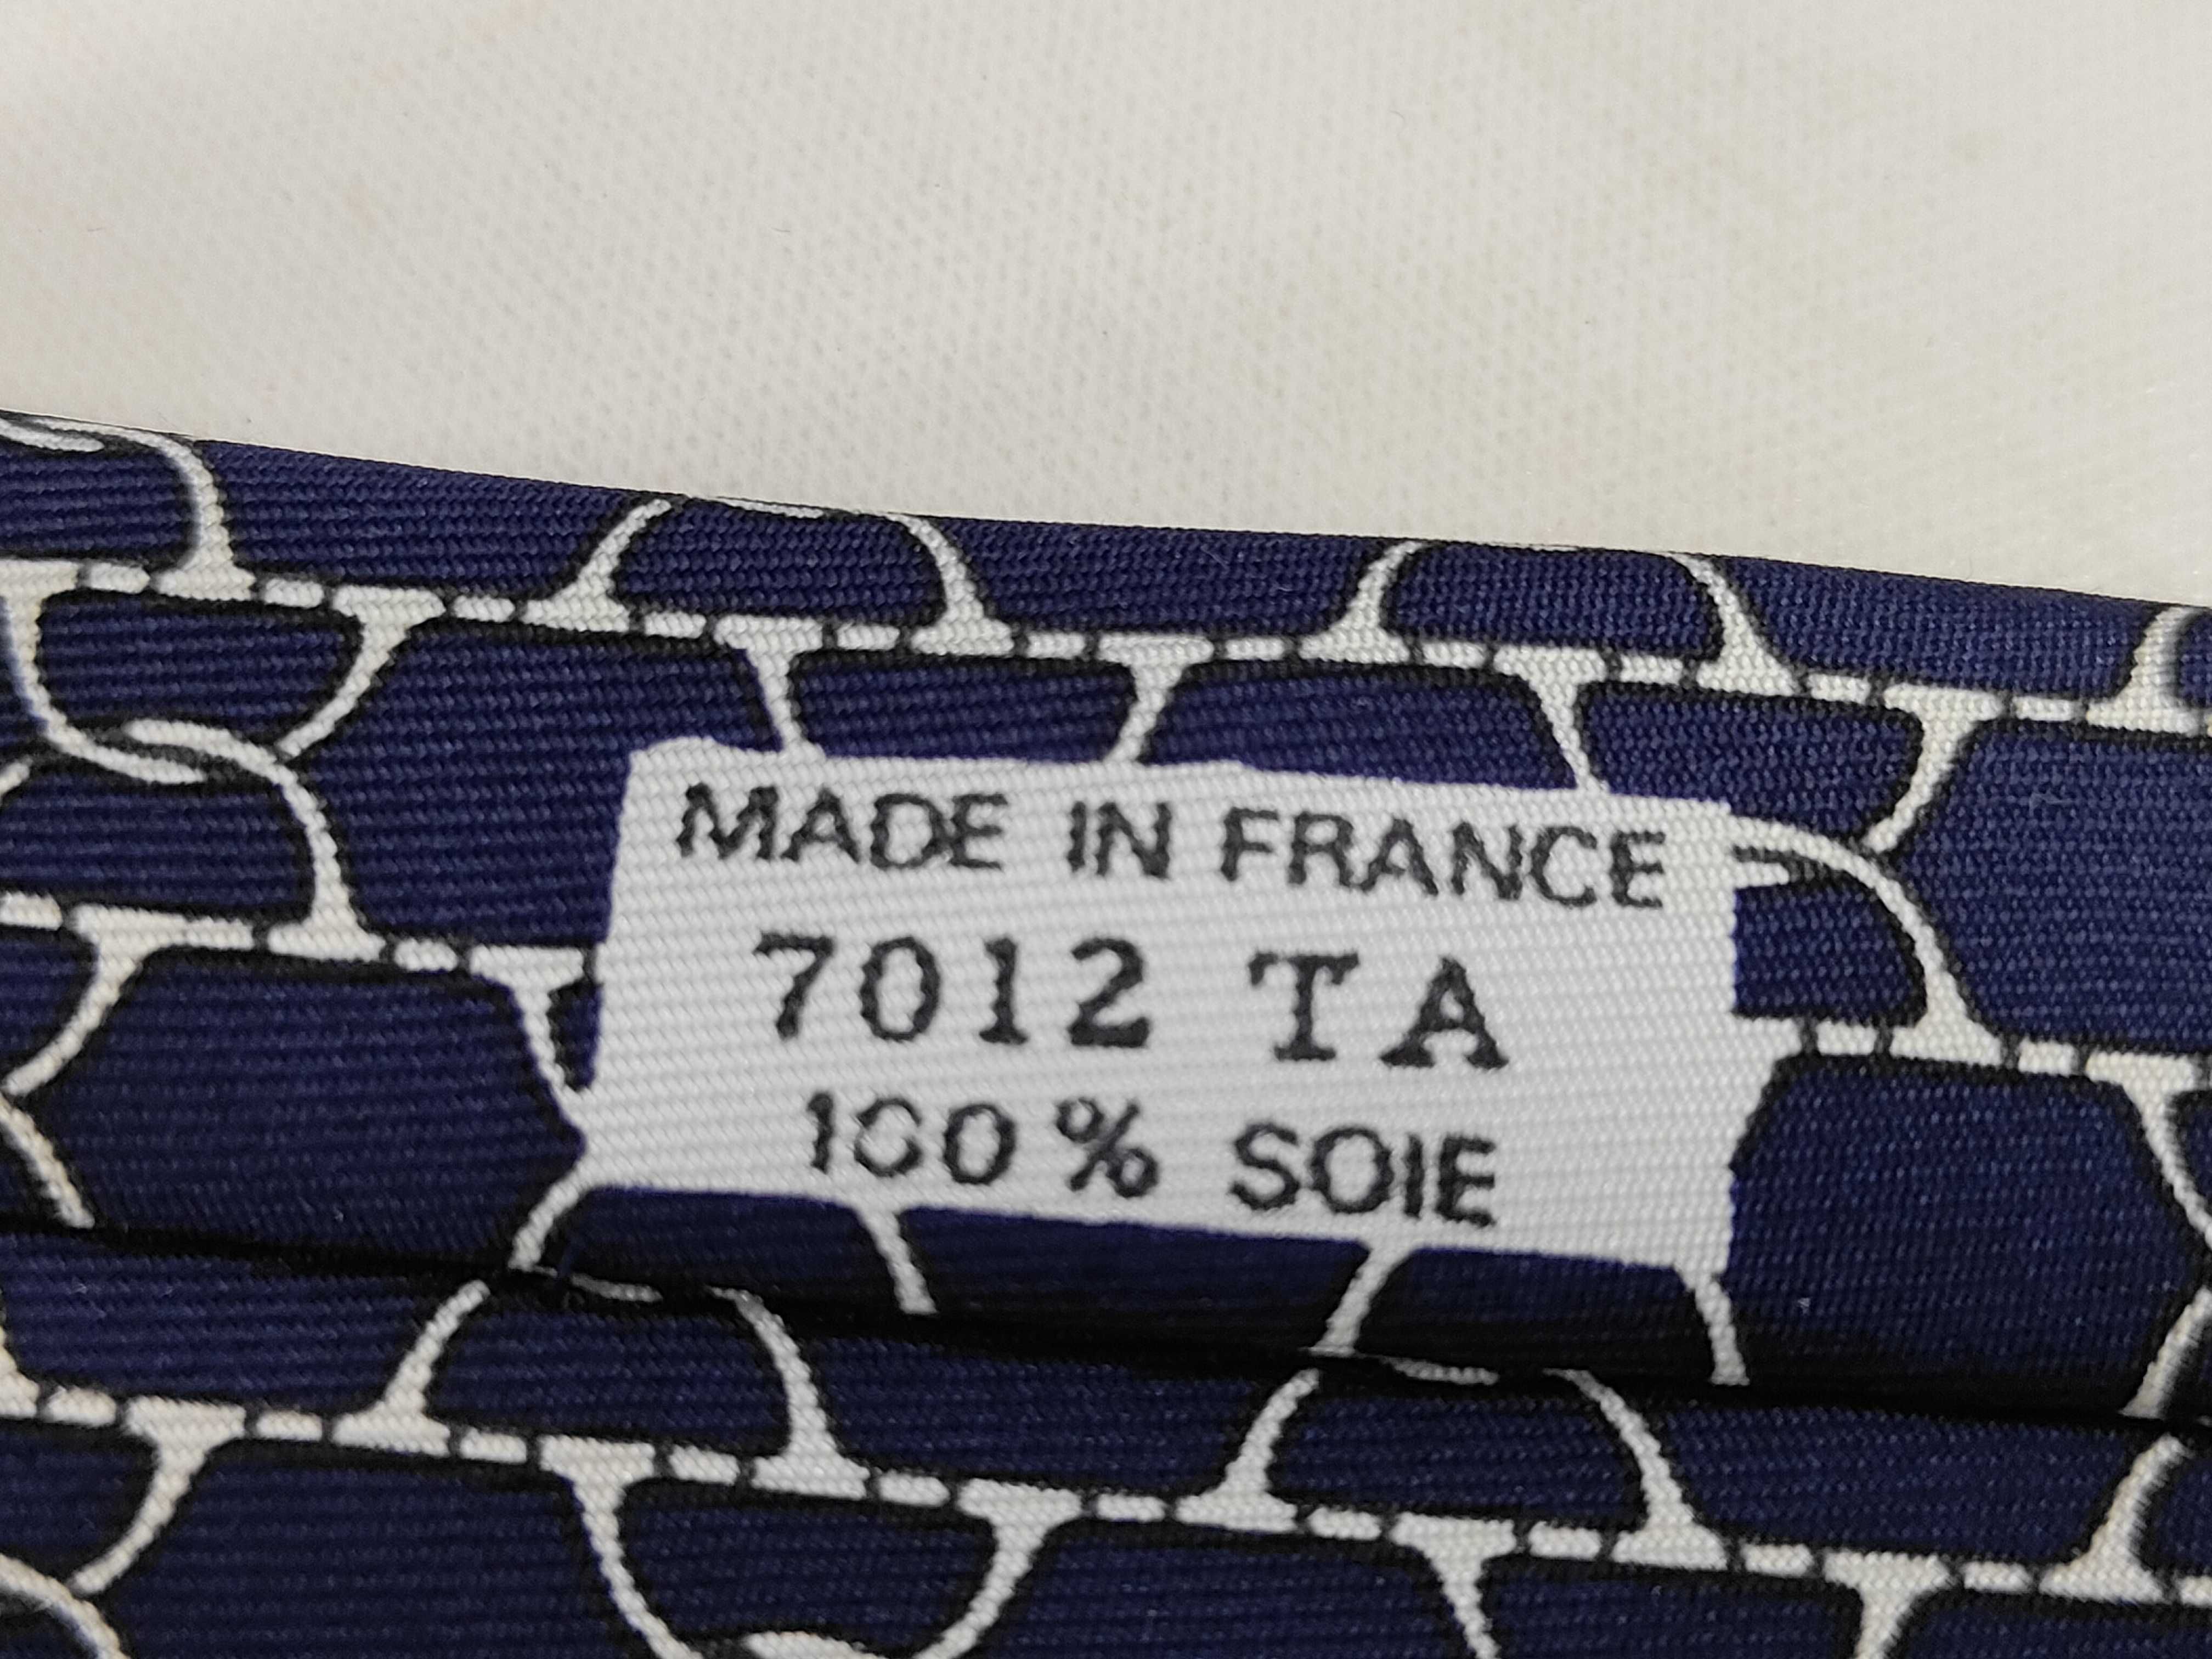 MADE IN FRANCE
7012 TA
100% SOIE